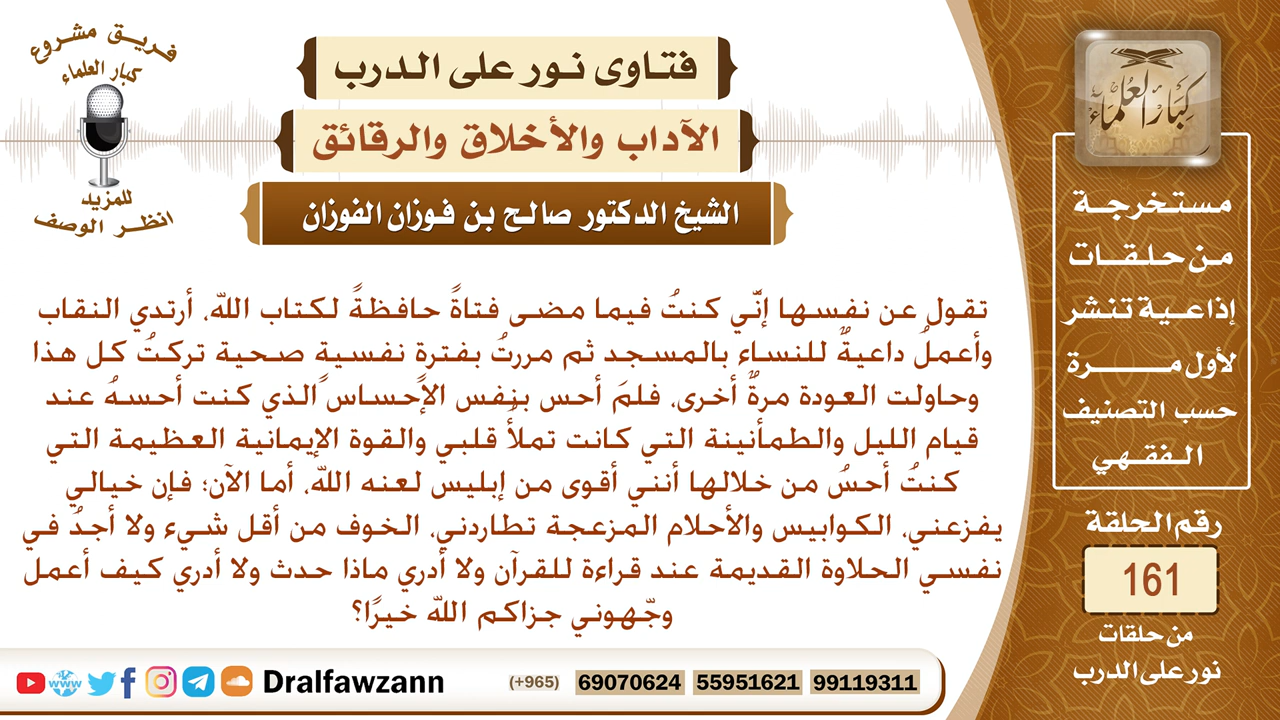 فريق مشروع
كبار العلماء
للمزيد
انظر الوصف
فتاوى نور على الدرب
الآداب والأخلاق والرقائق
الشيخ الدكتور صالح بن فوزان الفوزان
تقول عن نفسها إنّي كنتُ فيما مضى فتاةً حافظةً لكتاب الله، أرتدي النقاب
وأعملُ داعيةٌ للنساء بالمسجد ثم مررتُ بفترةٍ نفسيةٍ صحية تركتُ كل هذا
وحاولت العودة مرةٌ أخرى، فلمَ أحس بنفس الإحساس الذي كنت أحسهُ عند
قيام الليل والطمأنينة التي كانت تملأ قلبي والقوة الإيمانية العظيمة التي
كنتُ أحسُ من خلالها أنني أقوى من إبليس لعنه الله، أما الآن؛ فإن خيالي
يفزعني، الكوابيس والأحلام المزعجة تطاردني، الخوف من أقل شيء ولا أجدُ في
نفسي الحلاوة القديمة عند قراءة للقرآن ولا أدري ماذا حدث ولا أدري كيف أعمل
وجّهوني جزاكم الله خيرًا؟
كبار العلماء
مستخرجة
من حلقات
إذاعية تنشر
لأول مرة
حسب التصنيف
الفقهي
رقم الحلقة
161
من حلقات
نور على الدرب
www Dralfawzann (+965) 69070624 55951621 99119311